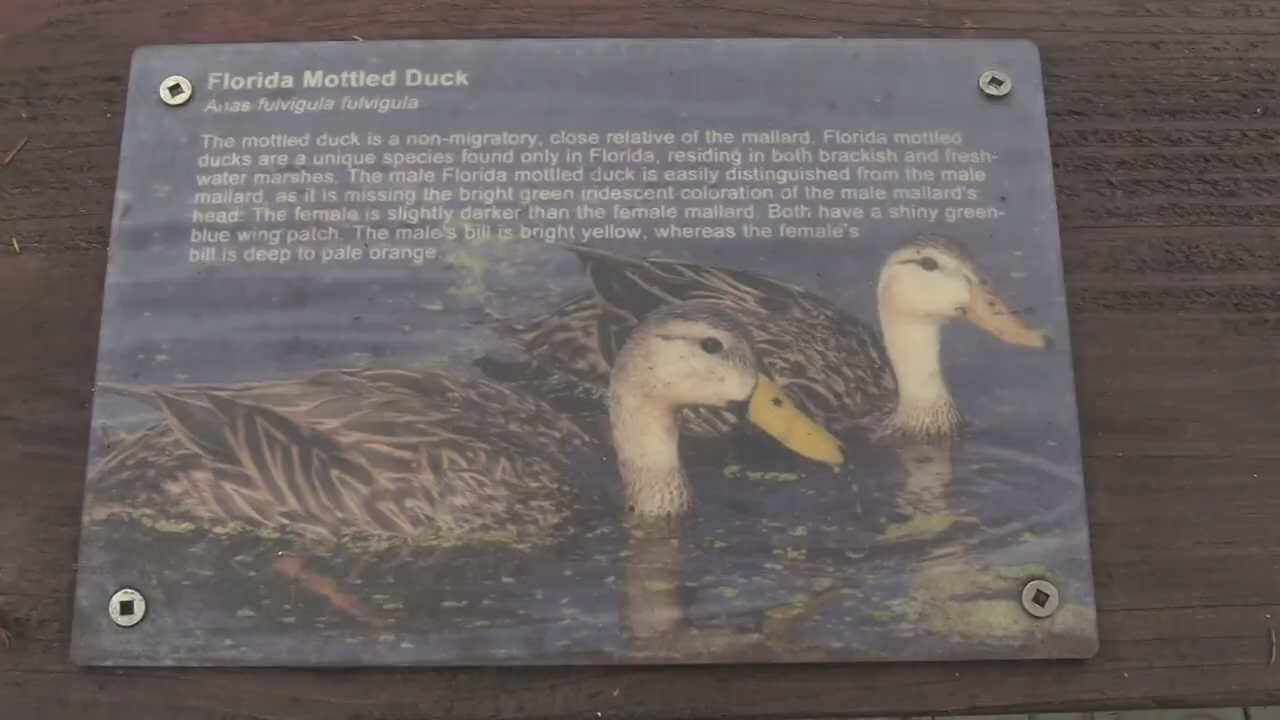 Florida Mottled Duck
Anas fulvigula fulvigula
The mottled duck is a non-migratory, close relative of the mallard. Florida mottled
ducks are a unique species found only in Florida, residing in both brackish and fresh-
water marshes. The male Florida mottled duck is easily distinguished from the male
mallard, as it is missing the bright green iridescent coloration of the male mallard's
head. The female is slightly darker than the female mallard. Both have a shiny green-
blue wing patch. The male's bill is bright yellow, whereas the female's
bill is deep to pale orange.